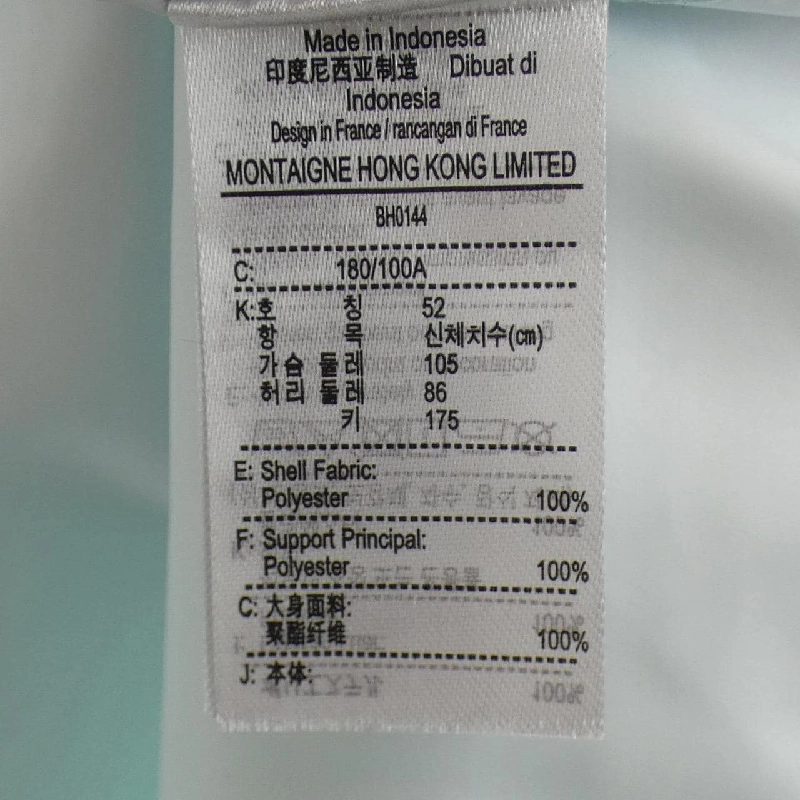 Made in Indonesia
印度尼西亚制造 Dibuat di
Indonesia
Design in France / rancangan di France
MONTAIGNE HONG KONG LIMITED
BH0144
C: 180/100A
K:호 칭 52
항 목 신체치수(cm)
가슴 둘레 105
허리 둘레 86
키 175
E: Shell Fabric:
Polyester 100%
F: Support Principal:
Polyester 100%
C: 大身面料:
聚酯纤维 100%
J: 本体: